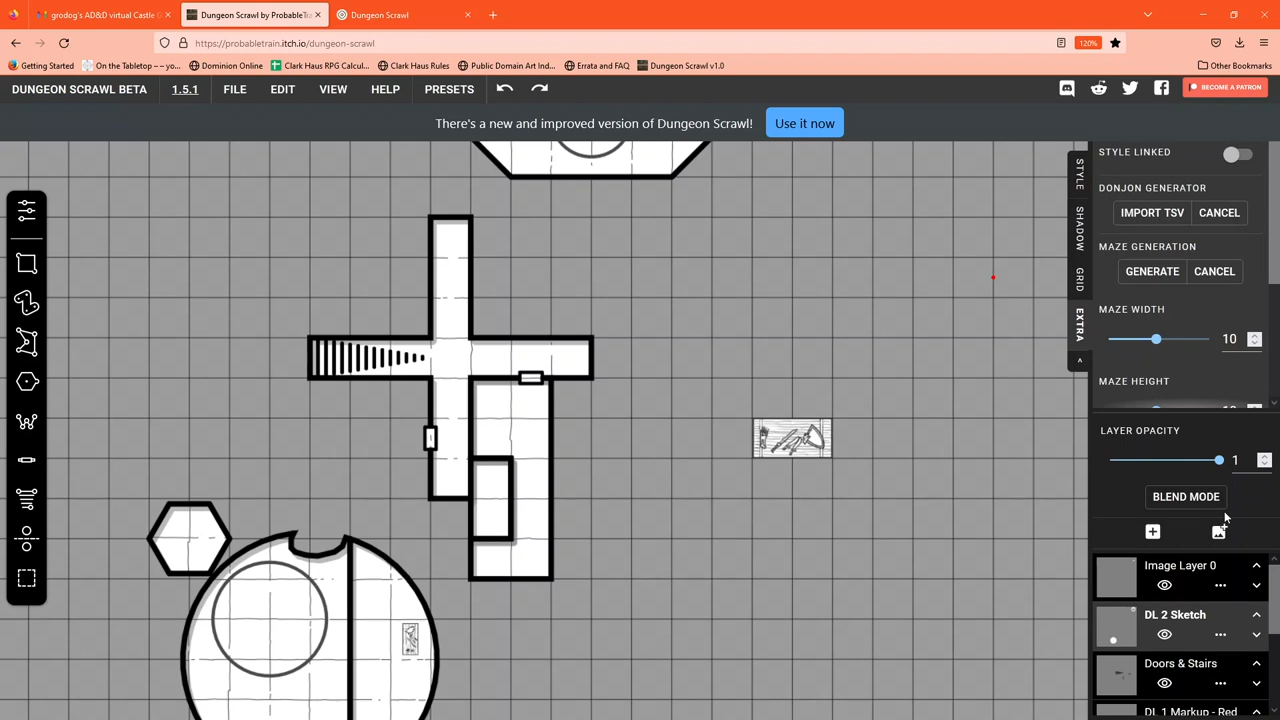 grodog's AD&D virtual Castle G
Dungeon Scrawl by ProbableTra
Dungeon Scrawl
https://probabletrain.itch.io/dungeon-scrawl
120%
Getting Started
On the Tabletop – – yo...
Dominion Online
Clark Haus RPG Calcul...
Clark Haus Rules
Public Domain Art Ind...
Errata and FAQ
Dungeon Scrawl v1.0
Other Bookmarks
DUNGEON SCRAWL BETA
1.5.1
FILE
EDIT
VIEW
HELP
PRESETS
BECOME A PATRON
There's a new and improved version of Dungeon Scrawl!
Use it now
STYLE
SHADOW
GRID
EXTRA
STYLE LINKED
DONJON GENERATOR
IMPORT TSV
CANCEL
MAZE GENERATION
GENERATE
CANCEL
MAZE WIDTH
10
MAZE HEIGHT
LAYER OPACITY
1
BLEND MODE
Image Layer 0
DL 2 Sketch
Doors & Stairs
DL 1 Markup - Red